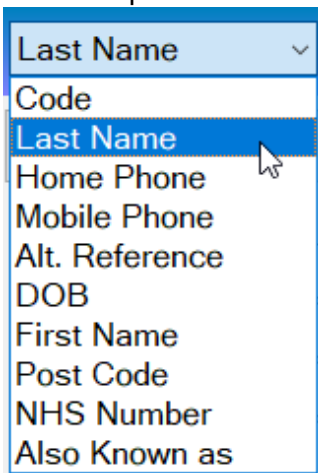 Last Name
Code
Last Name
Home Phone
Mobile Phone
Alt. Reference
DOB
First Name
Post Code
NHS Number
Also Known as